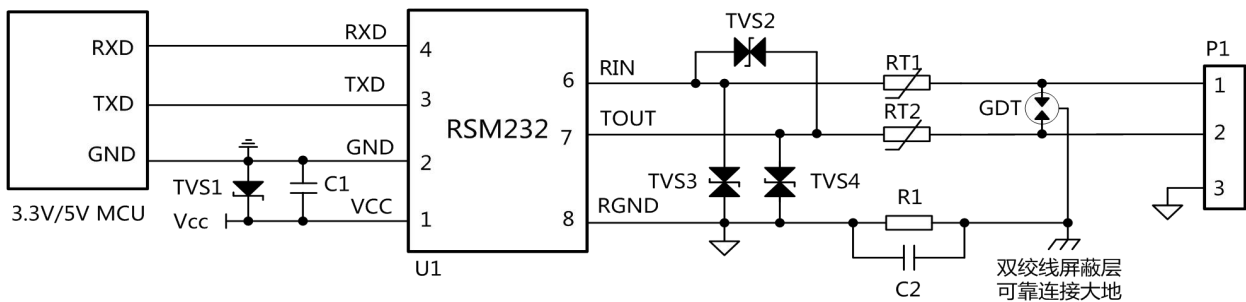 TVS2
P1
RXD
RXD
4
6
RIN
RT1
1
TXD
TXD
3
RSM232
7
TOUT
RT2
GDT
2
GND
GND
2
TVS1
C1
TVS3
TVS4
3
3.3V/5V MCU
Vcc
VCC
1
8
RGND
R1
U1
C2
双绞线屏蔽层
可靠连接大地